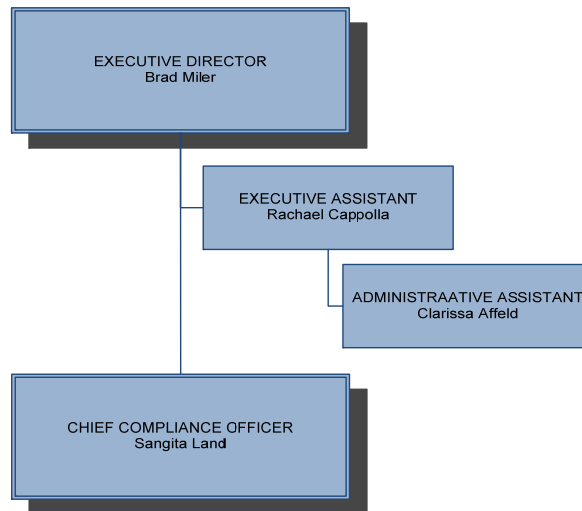 EXECUTIVE DIRECTOR
Brad Miler
EXECUTIVE ASSISTANT
Rachael Cappolla
ADMINISTRAATIVE ASSISTANT
Clarissa Affeld
CHIEF COMPLIANCE OFFICER
Sangita Land